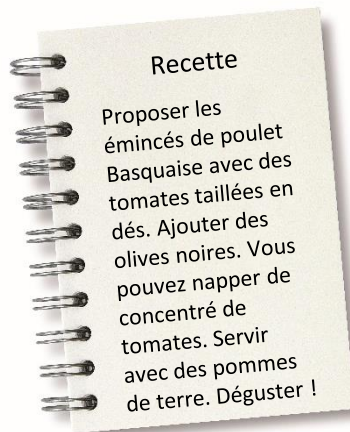 Recette
Proposer les
émincés de poulet
Basquaise avec des
tomates taillées en
dés. Ajouter des
olives noires. Vous
pouvez napper de
concentré de
tomates. Servir
avec des pommes
de terre. Déguster !